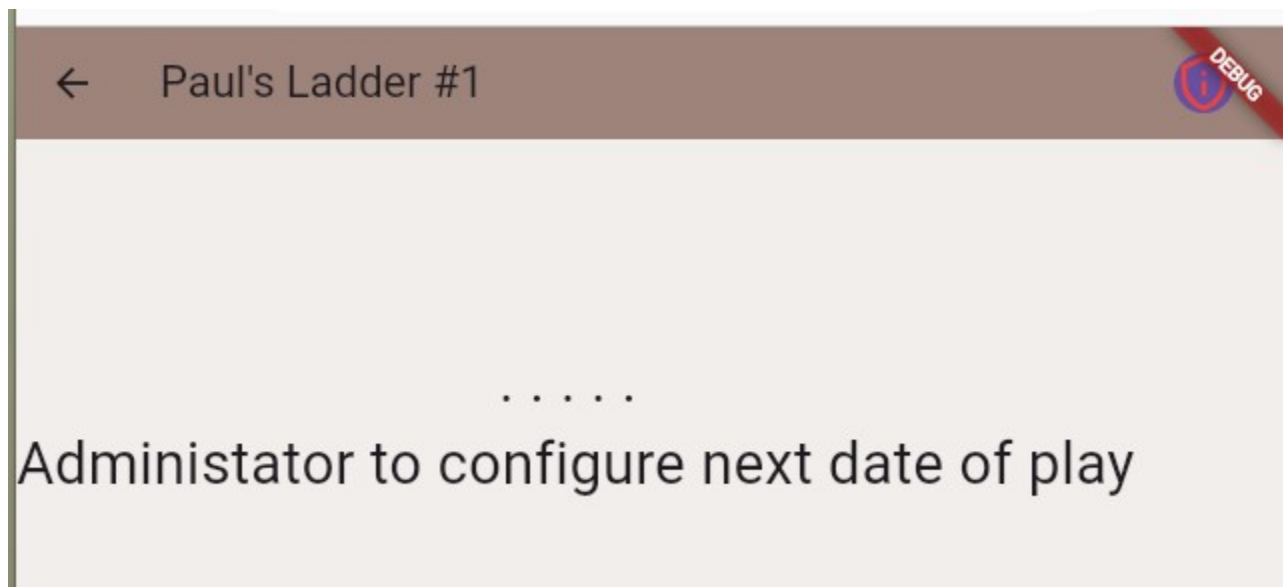 Paul's Ladder #1
DEBUG
. . . . .
Administator to configure next date of play